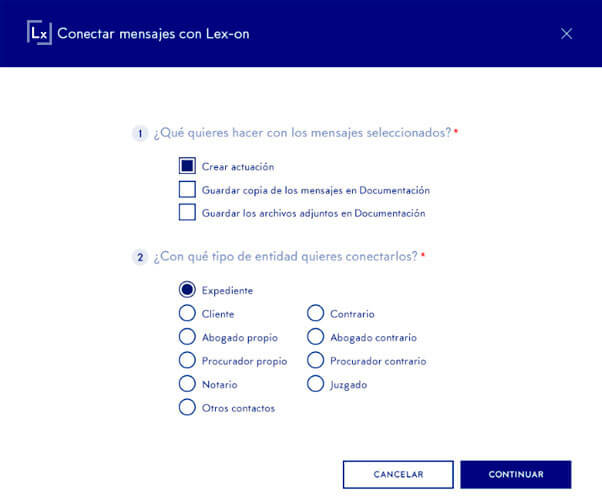 Lx Conectar mensajes con Lex-on
1 ¿Qué quieres hacer con los mensajes seleccionados? *
Crear actuación
Guardar copia de los mensajes en Documentación
Guardar los archivos adjuntos en Documentación
2 ¿Con qué tipo de entidad quieres conectarlos? *
Expediente
Cliente Contrario
Abogado propio Abogado contrario
Procurador propio Procurador contrario
Notario Juzgado
Otros contactos
CANCELAR CONTINUAR